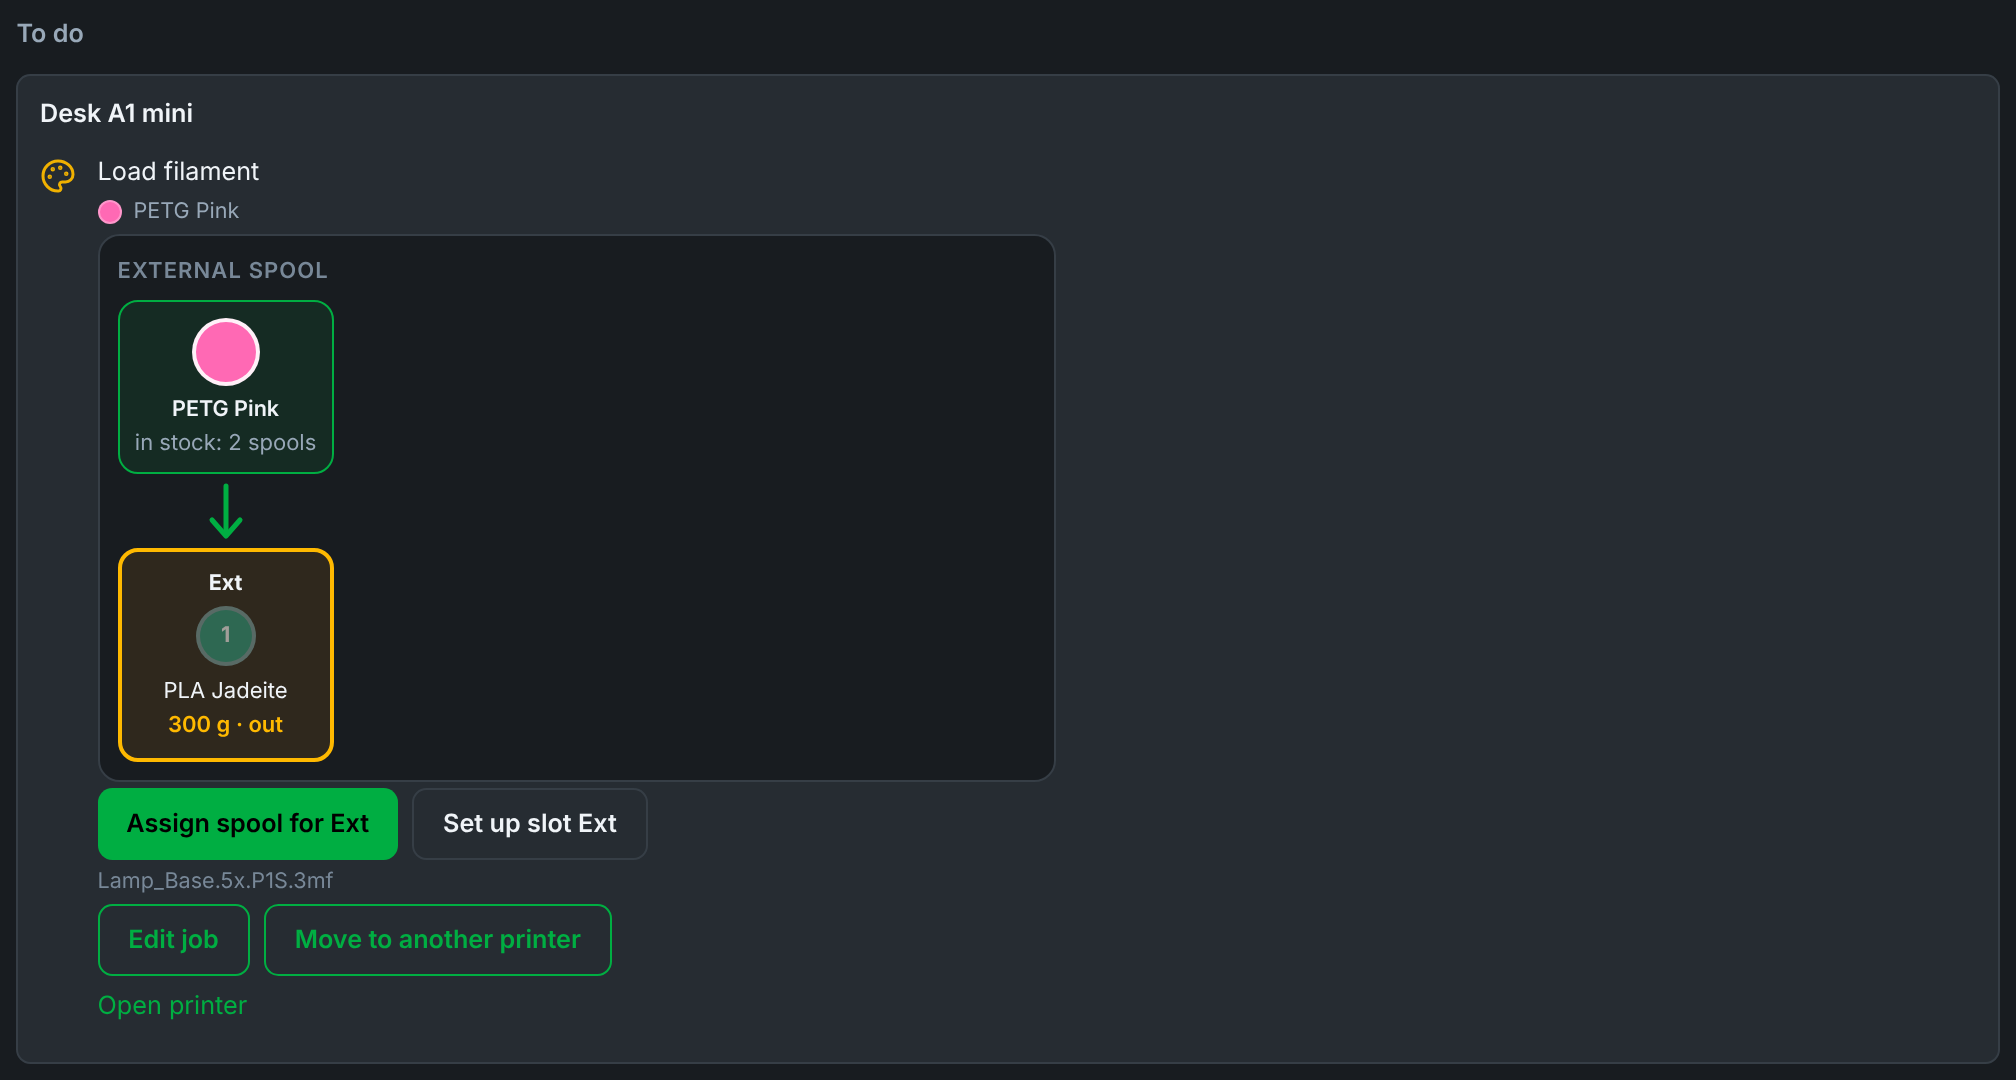 To do
Desk A1 mini
Load filament
PETG Pink
EXTERNAL SPOOL
PETG Pink
in stock: 2 spools
Ext
1
PLA Jadeite
300 g · out
Assign spool for Ext
Set up slot Ext
Lamp_Base.5x.P1S.3mf
Edit job
Move to another printer
Open printer